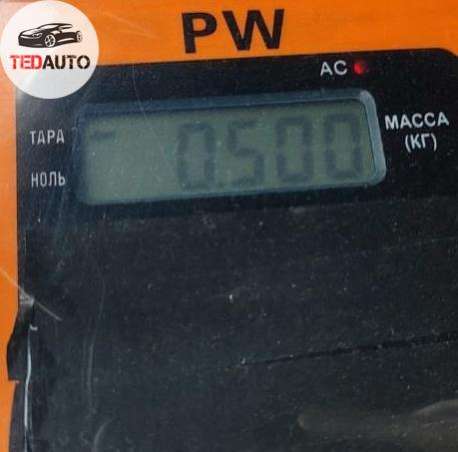 TEDAUTO
PW
AC
ТАРА
0.500
МАССА
(КГ)
НОЛЬ